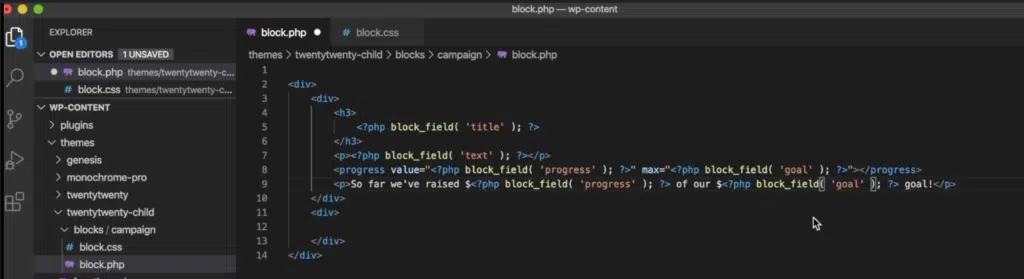 block.php — wp-content
EXPLORER
OPEN EDITORS 1 UNSAVED
block.php themes/twentytwenty-c...
# block.css themes/twentytwenty-c...
WP-CONTENT
plugins
themes
genesis
monochrome-pro
twentytwenty
twentytwenty-child
blocks / campaign
# block.css
block.php
1
block.php
# block.css
themes > twentytwenty-child > blocks > campaign > block.php
1
2 <div>
3 <div>
4 <h3>
5 <?php block_field( 'title' ); ?>
6 </h3>
7 <p><?php block_field( 'text' ); ?></p>
8 <progress value="<?php block_field( 'progress' ); ?>" max="<?php block_field( 'goal' ); ?>"></progress>
9 <p>So far we've raised $<?php block_field( 'progress' ); ?> of our $<?php block_field( 'goal' ); ?> goal!</p>
10 </div>
11 <div>
12
13 </div>
14 </div>